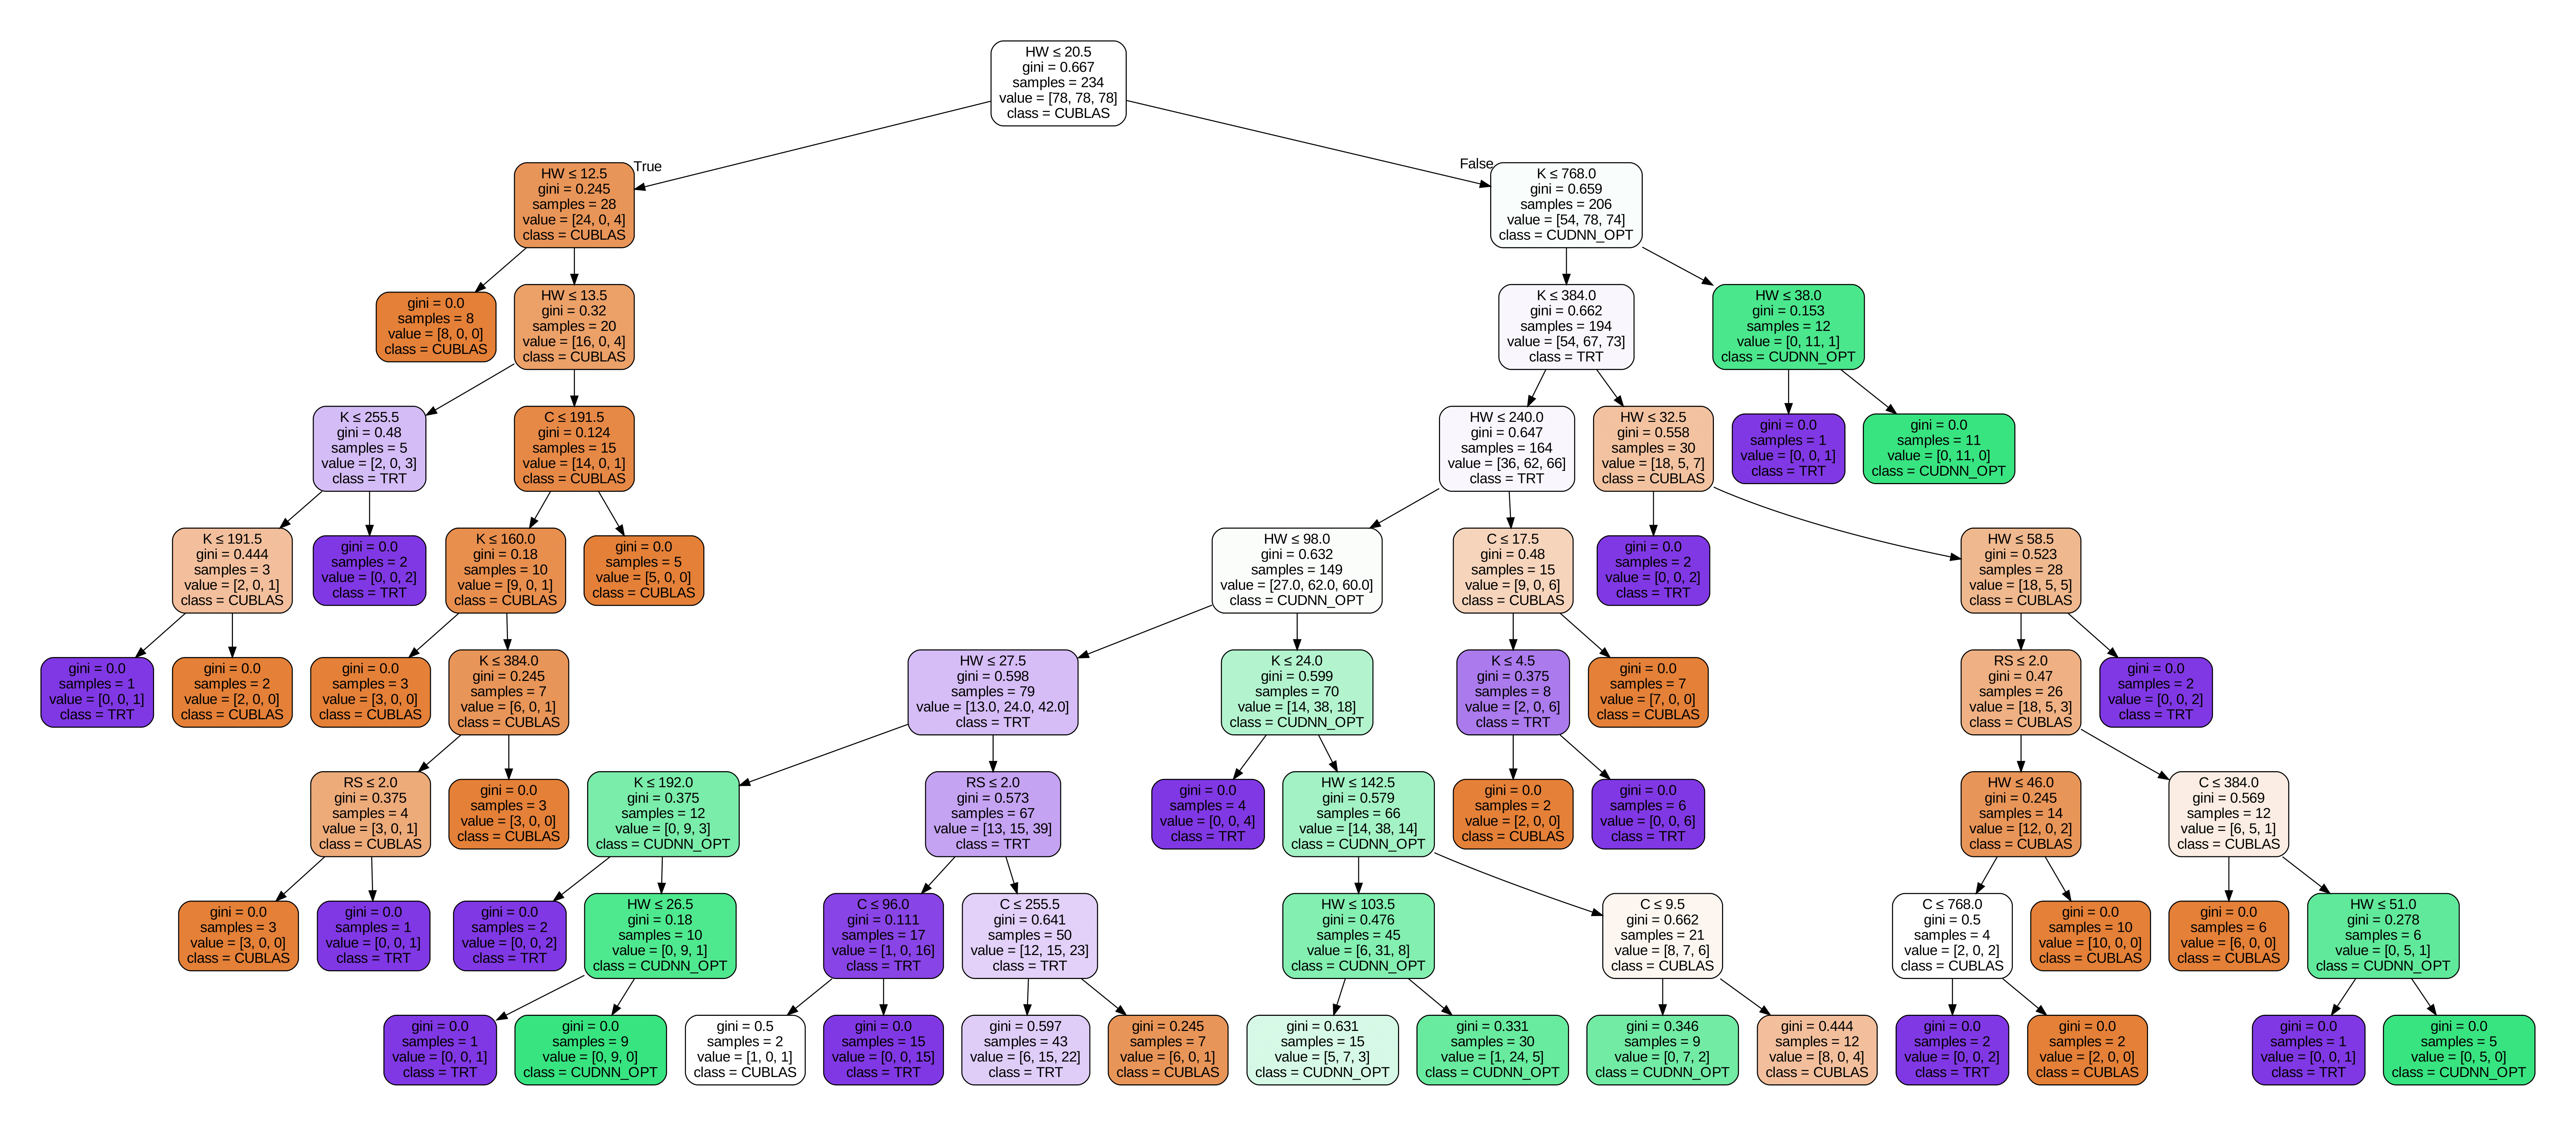 HW ≤ 20.5
gini = 0.667
samples = 234
value = [78, 78, 78]
class = CUBLAS
True
False
HW ≤ 12.5
gini = 0.245
samples = 28
value = [24, 0, 4]
class = CUBLAS
K ≤ 768.0
gini = 0.659
samples = 206
value = [54, 78, 74]
class = CUDNN_OPT
gini = 0.0
samples = 8
value = [8, 0, 0]
class = CUBLAS
HW ≤ 13.5
gini = 0.32
samples = 20
value = [16, 0, 4]
class = CUBLAS
K ≤ 384.0
gini = 0.662
samples = 194
value = [54, 67, 73]
class = TRT
HW ≤ 38.0
gini = 0.153
samples = 12
value = [0, 11, 1]
class = CUDNN_OPT
K ≤ 255.5
gini = 0.48
samples = 5
value = [2, 0, 3]
class = TRT
C ≤ 191.5
gini = 0.124
samples = 15
value = [14, 0, 1]
class = CUBLAS
HW ≤ 240.0
gini = 0.647
samples = 164
value = [36, 62, 66]
class = TRT
HW ≤ 32.5
gini = 0.558
samples = 30
value = [18, 5, 7]
class = CUBLAS
gini = 0.0
samples = 1
value = [0, 0, 1]
class = TRT
gini = 0.0
samples = 11
value = [0, 11, 0]
class = CUDNN_OPT
K ≤ 191.5
gini = 0.444
samples = 3
value = [2, 0, 1]
class = CUBLAS
gini = 0.0
samples = 2
value = [0, 0, 2]
class = TRT
K ≤ 160.0
gini = 0.18
samples = 10
value = [9, 0, 1]
class = CUBLAS
gini = 0.0
samples = 5
value = [5, 0, 0]
class = CUBLAS
HW ≤ 98.0
gini = 0.632
samples = 149
value = [27.0, 62.0, 60.0]
class = CUDNN_OPT
C ≤ 17.5
gini = 0.48
samples = 15
value = [9, 0, 6]
class = CUBLAS
gini = 0.0
samples = 2
value = [0, 0, 2]
class = TRT
HW ≤ 58.5
gini = 0.523
samples = 28
value = [18, 5, 5]
class = CUBLAS
gini = 0.0
samples = 1
value = [0, 0, 1]
class = TRT
gini = 0.0
samples = 2
value = [2, 0, 0]
class = CUBLAS
gini = 0.0
samples = 3
value = [3, 0, 0]
class = CUBLAS
K ≤ 384.0
gini = 0.245
samples = 7
value = [6, 0, 1]
class = CUBLAS
HW ≤ 27.5
gini = 0.598
samples = 79
value = [13.0, 24.0, 42.0]
class = TRT
K ≤ 24.0
gini = 0.599
samples = 70
value = [14, 38, 18]
class = CUDNN_OPT
K ≤ 4.5
gini = 0.375
samples = 8
value = [2, 0, 6]
class = TRT
gini = 0.0
samples = 7
value = [7, 0, 0]
class = CUBLAS
RS ≤ 2.0
gini = 0.47
samples = 26
value = [18, 5, 3]
class = CUBLAS
gini = 0.0
samples = 2
value = [0, 0, 2]
class = TRT
RS ≤ 2.0
gini = 0.375
samples = 4
value = [3, 0, 1]
class = CUBLAS
gini = 0.0
samples = 3
value = [3, 0, 0]
class = CUBLAS
K ≤ 192.0
gini = 0.375
samples = 12
value = [0, 9, 3]
class = CUDNN_OPT
RS ≤ 2.0
gini = 0.573
samples = 67
value = [13, 15, 39]
class = TRT
gini = 0.0
samples = 4
value = [0, 0, 4]
class = TRT
HW ≤ 142.5
gini = 0.579
samples = 66
value = [14, 38, 14]
class = CUDNN_OPT
gini = 0.0
samples = 2
value = [2, 0, 0]
class = CUBLAS
gini = 0.0
samples = 6
value = [0, 0, 6]
class = TRT
HW ≤ 46.0
gini = 0.245
samples = 14
value = [12, 0, 2]
class = CUBLAS
C ≤ 384.0
gini = 0.569
samples = 12
value = [6, 5, 1]
class = CUBLAS
gini = 0.0
samples = 3
value = [3, 0, 0]
class = CUBLAS
gini = 0.0
samples = 1
value = [0, 0, 1]
class = TRT
gini = 0.0
samples = 2
value = [0, 0, 2]
class = TRT
HW ≤ 26.5
gini = 0.18
samples = 10
value = [0, 9, 1]
class = CUDNN_OPT
C ≤ 96.0
gini = 0.111
samples = 17
value = [1, 0, 16]
class = TRT
C ≤ 255.5
gini = 0.641
samples = 50
value = [12, 15, 23]
class = TRT
HW ≤ 103.5
gini = 0.476
samples = 45
value = [6, 31, 8]
class = CUDNN_OPT
C ≤ 9.5
gini = 0.662
samples = 21
value = [8, 7, 6]
class = CUBLAS
C ≤ 768.0
gini = 0.5
samples = 4
value = [2, 0, 2]
class = CUBLAS
gini = 0.0
samples = 10
value = [10, 0, 0]
class = CUBLAS
gini = 0.0
samples = 6
value = [6, 0, 0]
class = CUBLAS
HW ≤ 51.0
gini = 0.278
samples = 6
value = [0, 5, 1]
class = CUDNN_OPT
gini = 0.0
samples = 1
value = [0, 0, 1]
class = TRT
gini = 0.0
samples = 9
value = [0, 9, 0]
class = CUDNN_OPT
gini = 0.5
samples = 2
value = [1, 0, 1]
class = CUBLAS
gini = 0.0
samples = 15
value = [0, 0, 15]
class = TRT
gini = 0.597
samples = 43
value = [6, 15, 22]
class = TRT
gini = 0.245
samples = 7
value = [6, 0, 1]
class = CUBLAS
gini = 0.631
samples = 15
value = [5, 7, 3]
class = CUDNN_OPT
gini = 0.331
samples = 30
value = [1, 24, 5]
class = CUDNN_OPT
gini = 0.346
samples = 9
value = [0, 7, 2]
class = CUDNN_OPT
gini = 0.444
samples = 12
value = [8, 0, 4]
class = CUBLAS
gini = 0.0
samples = 2
value = [0, 0, 2]
class = TRT
gini = 0.0
samples = 2
value = [2, 0, 0]
class = CUBLAS
gini = 0.0
samples = 1
value = [0, 0, 1]
class = TRT
gini = 0.0
samples = 5
value = [0, 5, 0]
class = CUDNN_OPT